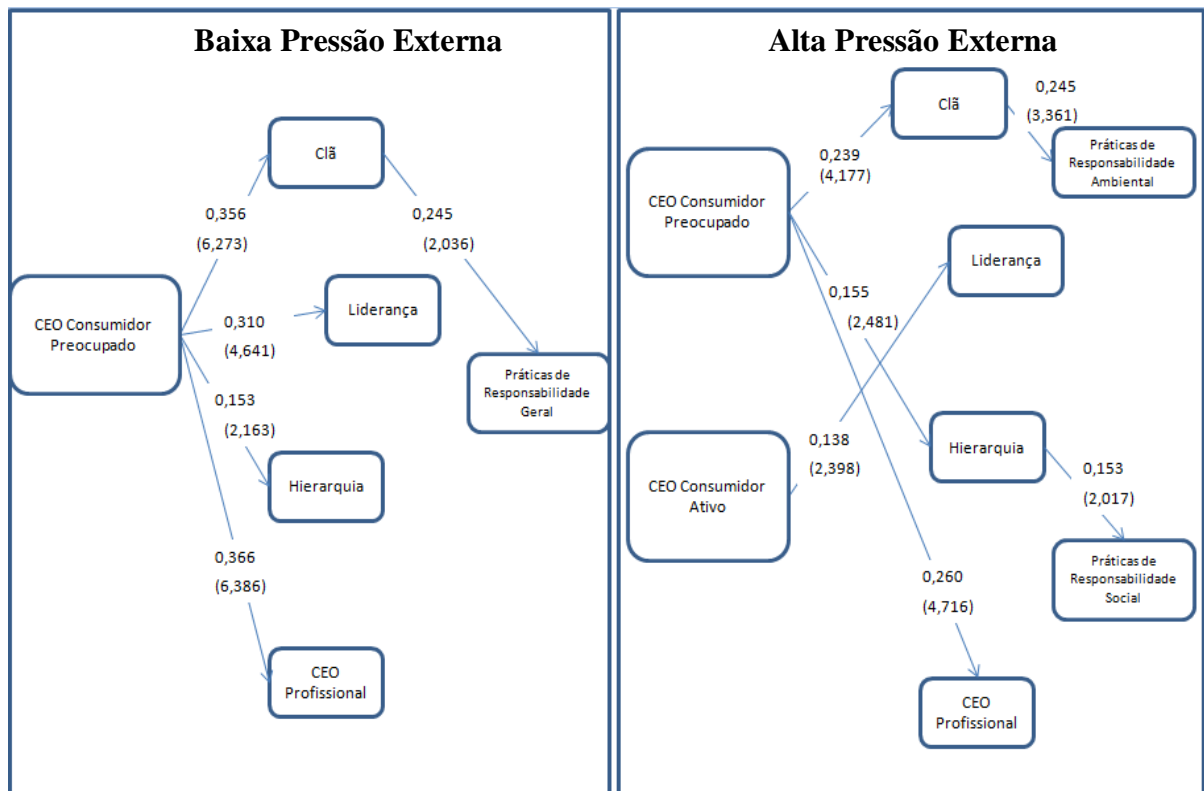 Baixa Pressão Externa
Clã
0,356
(6,273)
0,245
(2,036)
CEO Consumidor
Preocupado
0,310
(4,641)
Liderança
0,153
(2,163)
Práticas de
Responsabilidade
Geral
Hierarquia
0,366
(6,386)
CEO
Profissional
Alta Pressão Externa
Clã
0,245
(3,361)
Práticas de
Responsabilidade
Ambiental
0,239
(4,177)
CEO Consumidor
Preocupado
Liderança
0,155
(2,481)
CEO Consumidor
Ativo
0,138
(2,398)
Hierarquia
0,153
(2,017)
Práticas de
Responsabilidade
Social
0,260
(4,716)
CEO
Profissional